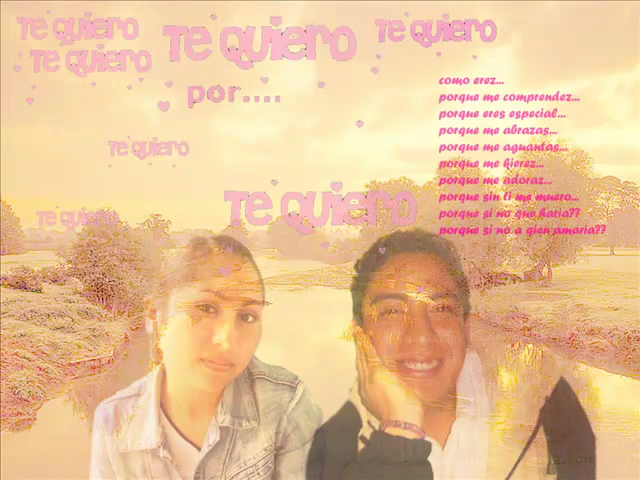 Te quiero
Te quiero
Te quiero
Te quiero
por....
como erez...
porque me comprendez...
porque eres especial...
porque me abrazas...
porque me aguantas...
porque me hierez...
porque me adoraz...
porque sin ti me muero...
porque si no que haria??
porque si no a qien amaria??
Te quiero
Te quiero
Te quiero